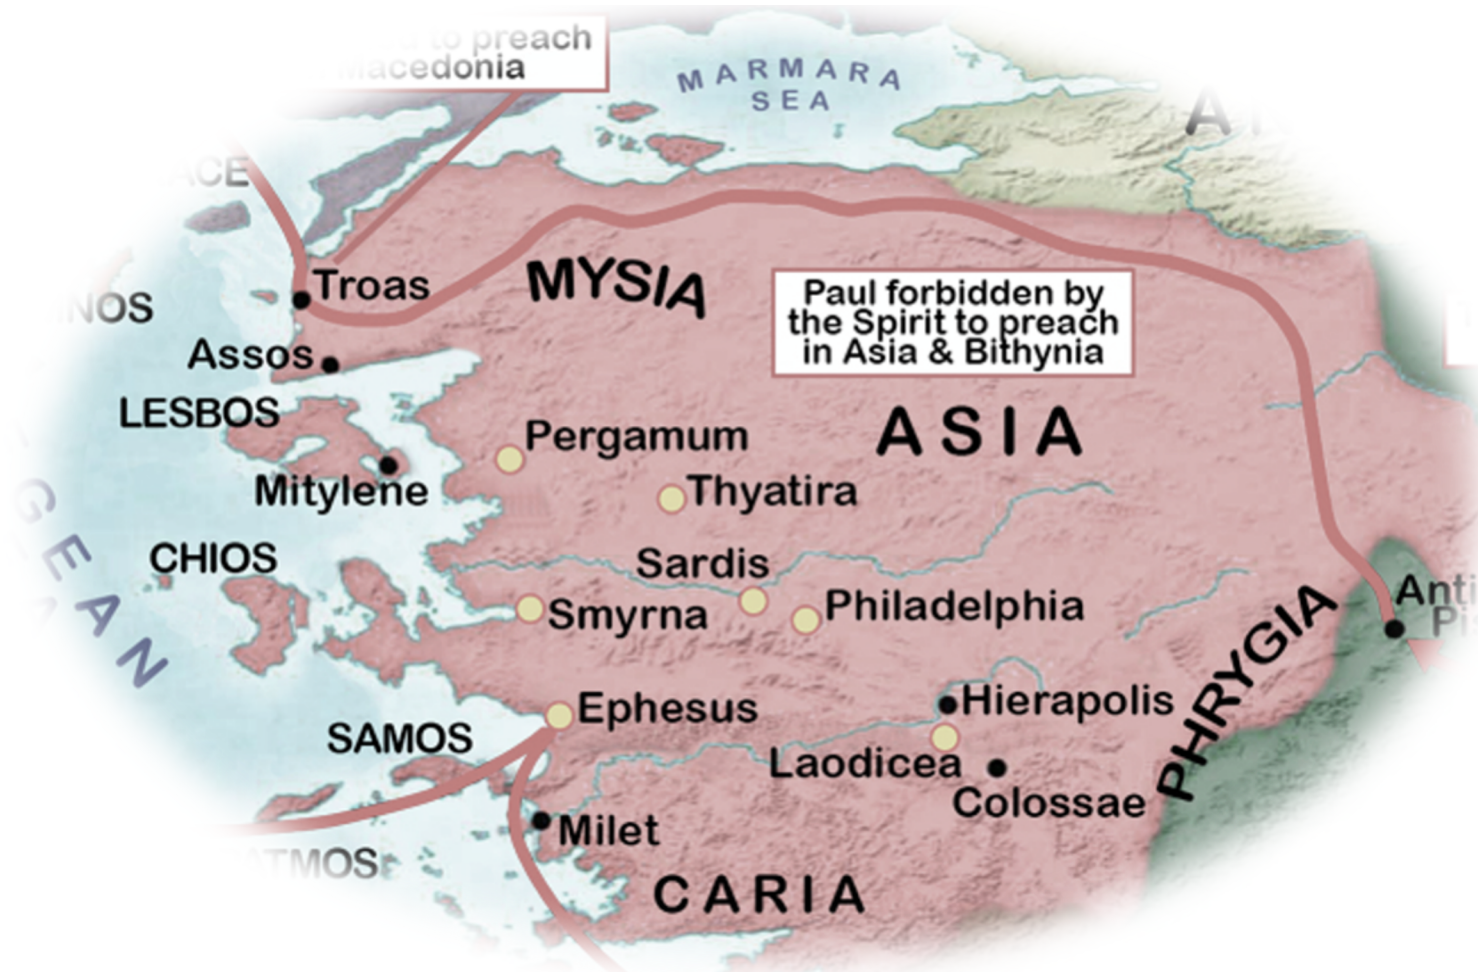 to preach
Macedonia
MARMARA
SEA
Troas
MYSIA
Paul forbidden by
the Spirit to preach
in Asia & Bithynia
Assos
LESBOS
ASIA
Pergamum
Mitylene
Thyatira
CHIOS
Sardis
Smyrna
Philadelphia
PHRYGIA
Ephesus
Hierapolis
SAMOS
Laodicea
Colossae
Milet
CARIA